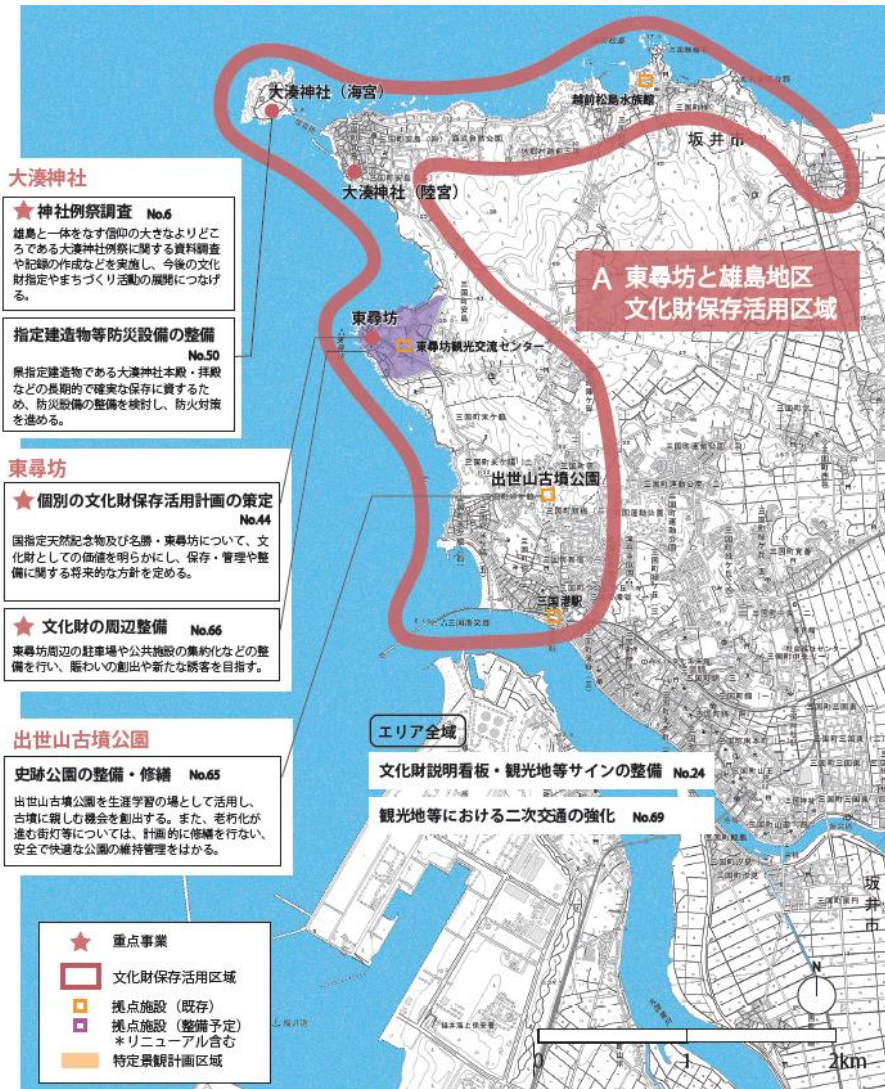 大湊神社
★ 神社例祭調査 No.6
雄島と一体をなす信仰の大きなよりどこ
ろである大湊神社例祭に関する資料調査
や記録の作成などを実施し、今後の文化
財指定やまちづくり活動の展開につなげ
る。
指定建造物等防災設備の整備
No.50
県指定建造物である大湊神社本殿・拝殿
などの長期的で確実な保存に資するた
め、防災設備の整備を検討し、防火対策
を進める。
東尋坊
★ 個別の文化財保存活用計画の策定
No.44
国指定天然記念物及び名勝・東尋坊について、文
化財としての価値を明らかにし、保存・管理や整
備に関する将来的な方針を定める。
★ 文化財の周辺整備 No.66
東尋坊周辺の駐車場や公共施設の集約化などの整
備を行い、賑わいの創出や新たな誘客を目指す。
出世山古墳公園
史跡公園の整備・修繕 No.65
出世山古墳公園を生涯学習の場として活用し、
古墳に親しむ機会を創出する。また、老朽化が
進む街灯等については、計画的に修繕を行ない、
安全で快適な公園の維持管理をはかる。
★ 重点事業
文化財保存活用区域
拠点施設（既存）
拠点施設（整備予定）
＊リニューアル含む
特定景観計画区域
大湊神社（海宮）
越前松島水族館
坂井市
大湊神社（陸宮）
A 東尋坊と雄島地区
文化財保存活用区域
三国町安島
東尋坊
東尋坊観光交流センター
三国町米ケ脇
出世山古墳公園
三国港駅
エリア全域
文化財説明看板・観光地等サインの整備 No.24
観光地等における二次交通の強化 No.69
坂井市
福井港
N
0 1 2km